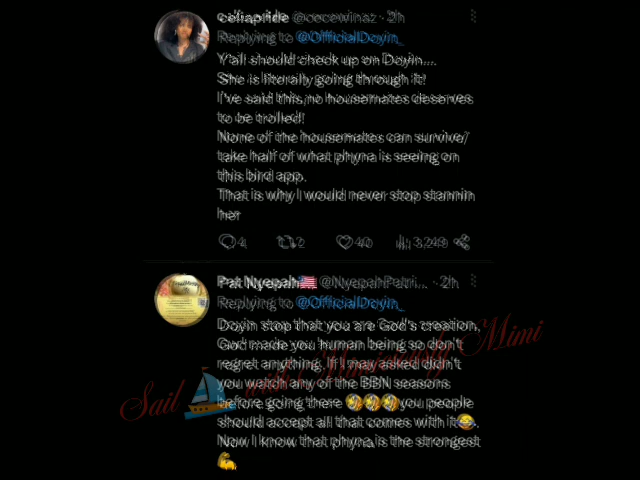 celiapride @cecewinaz · 2h
Replying to @OfficialDoyin_
Y'all should check up on Doyin....
She is literally going through it!
I've said this,no housemates deserves
to be trolled!
None of the housemates can survive/
take half of what phyna is seeing on
this bird app.
That is why I would never stop stannin
her
4 2 40 3,249
Pat Nyepah🇺🇸 @NyepahPatri... · 2h
Replying to @OfficialDoyin_
Doyin stop that you are God's creation,
God made you human being so don't
regret anything. If I may asked didn't
you watch any of the BBN seasons
before going there 🤣🤣🤣you people
should accept all that comes with it😂.
Now I know that phyna is the strongest
💪
Sail with Mimi